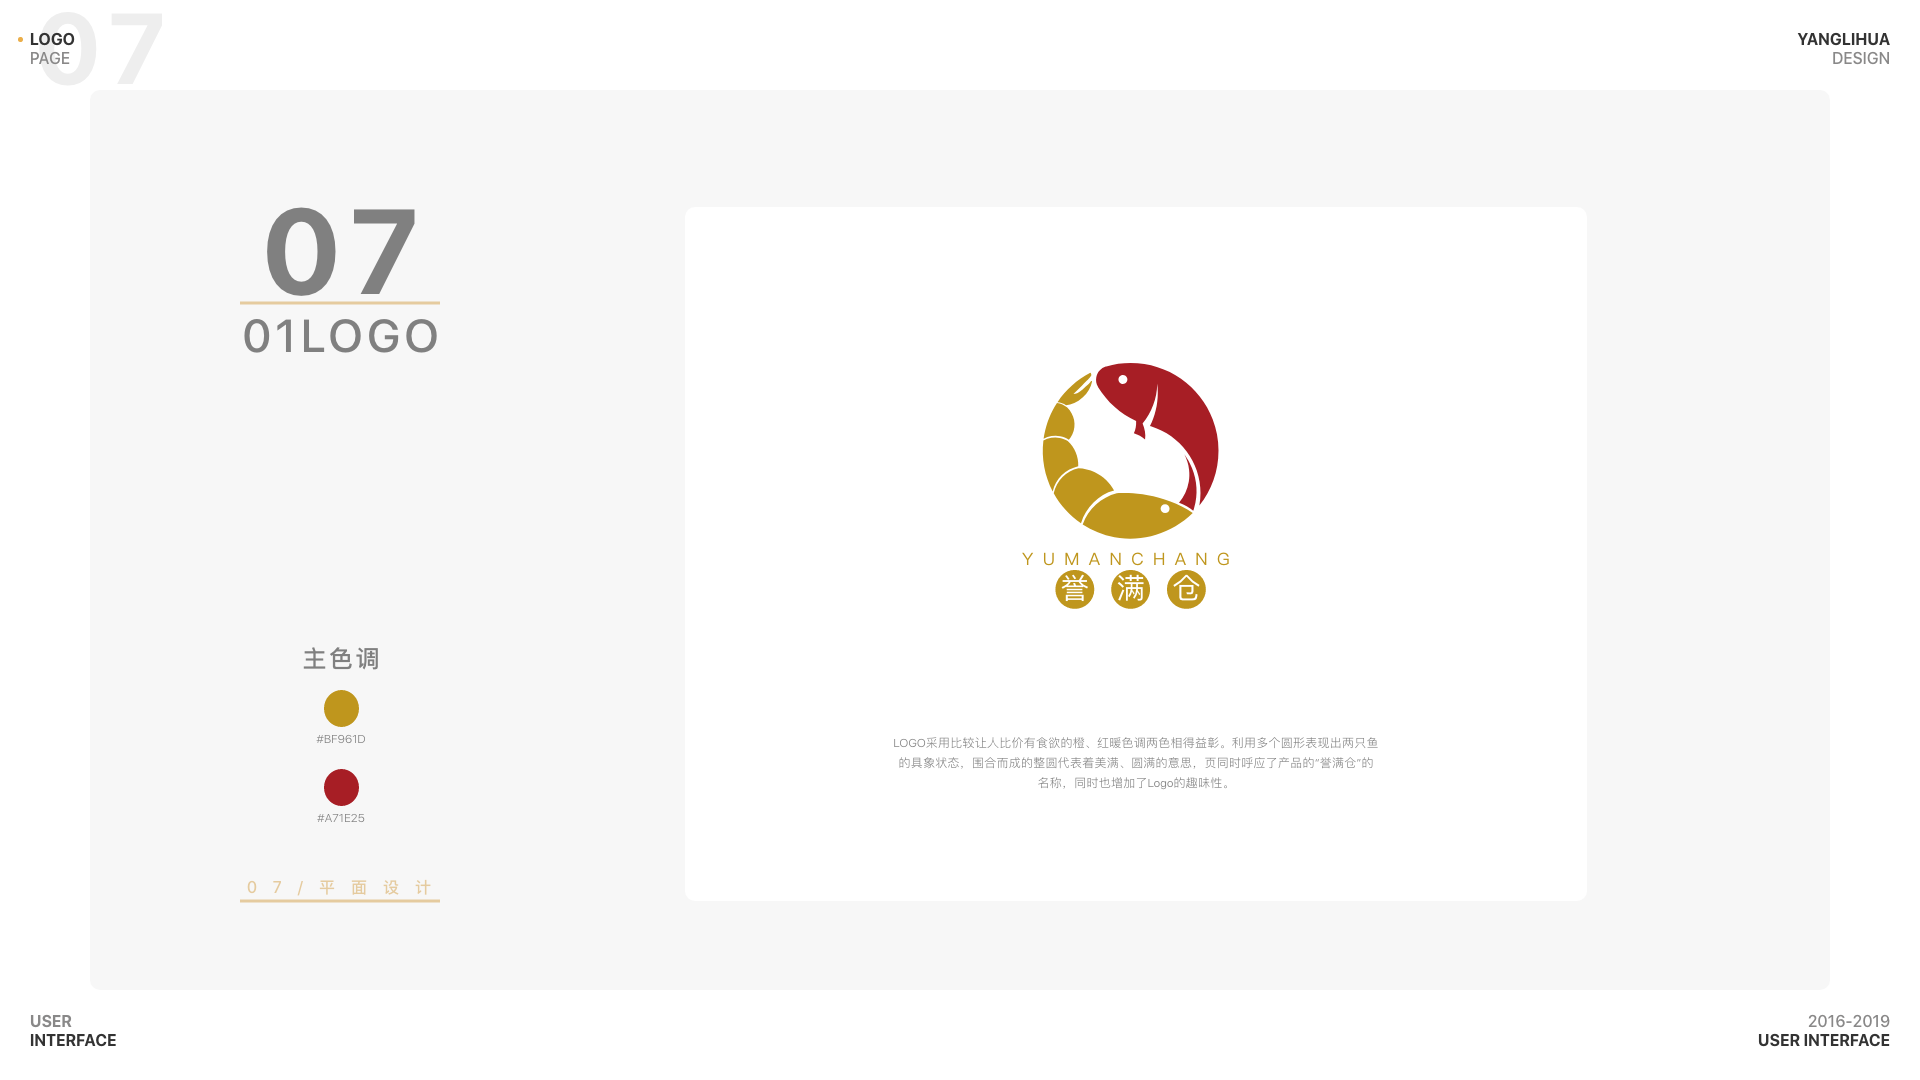 07
LOGO
PAGE
YANGLIHUA
DESIGN
07
01LOGO
主色调
#BF961D
#A71E25
07/平面设计
YUMANCHANG
誉满仓
LOGO采用比较让人比价有食欲的橙、红暖色调两色相得益彰。利用多个圆形表现出两只鱼
的具象状态，围合而成的整圆代表着美满、圆满的意思，页同时呼应了产品的“誉满仓”的
名称，同时也增加了Logo的趣味性。
USER
INTERFACE
2016-2019
USER INTERFACE